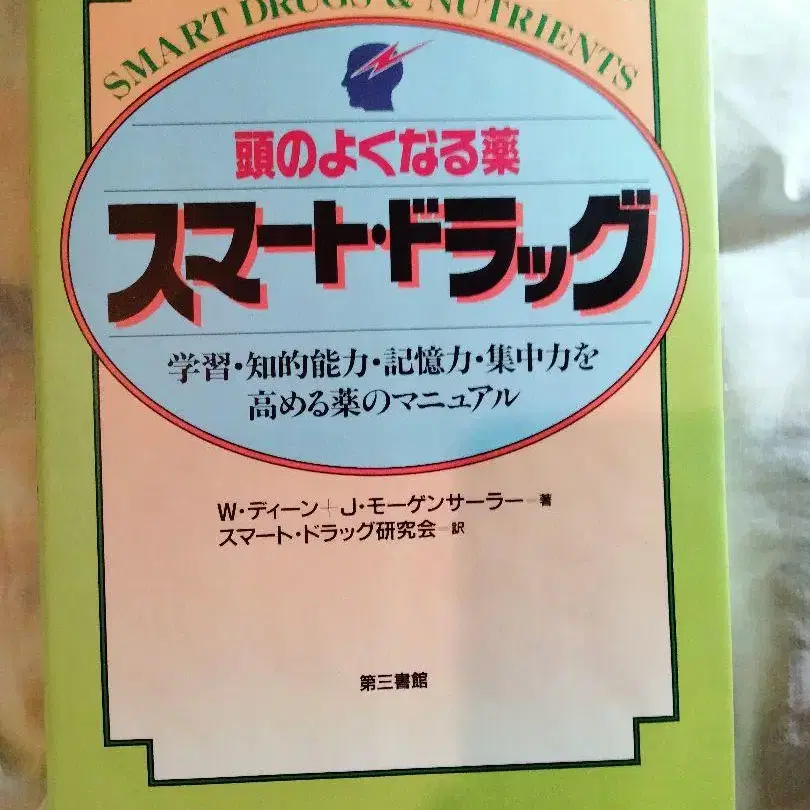 SMART DRUGS & NUTRIENTS
頭のよくなる薬
スマート・ドラッグ
学習・知的能力・記憶力・集中力を
高める薬のマニュアル
W・ディーン+J・モーゲンサーラー—著
スマート・ドラッグ研究会—訳
第三書館